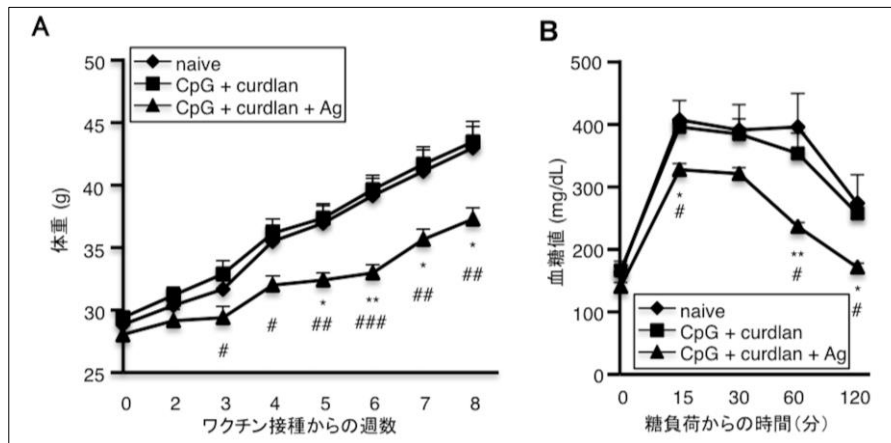 A
50
45
40
35
30
25
体重 (g)
naive
CpG + curdlan
CpG + curdlan + Ag
#
#
*
##
**
###
*
##
*
##
0 2 3 4 5 6 7 8
ワクチン接種からの週数
B
500
400
300
200
100
0
血糖値 (mg/dL)
*
#
**
#
*
#
naive
CpG + curdlan
CpG + curdlan + Ag
0 15 30 60 120
糖負荷からの時間（分）